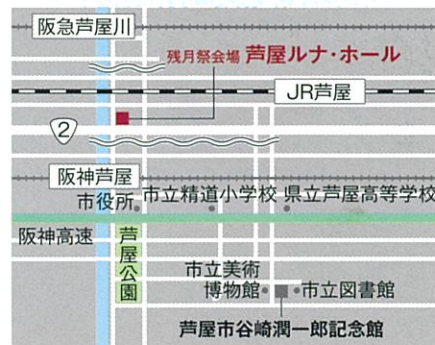 阪急芦屋川
残月祭会場 芦屋ルナ・ホール
JR芦屋
2
阪神芦屋
市役所
市立精道小学校
県立芦屋高等学校
阪神高速
芦屋公園
市立美術
博物館
市立図書館
芦屋市谷崎潤一郎記念館